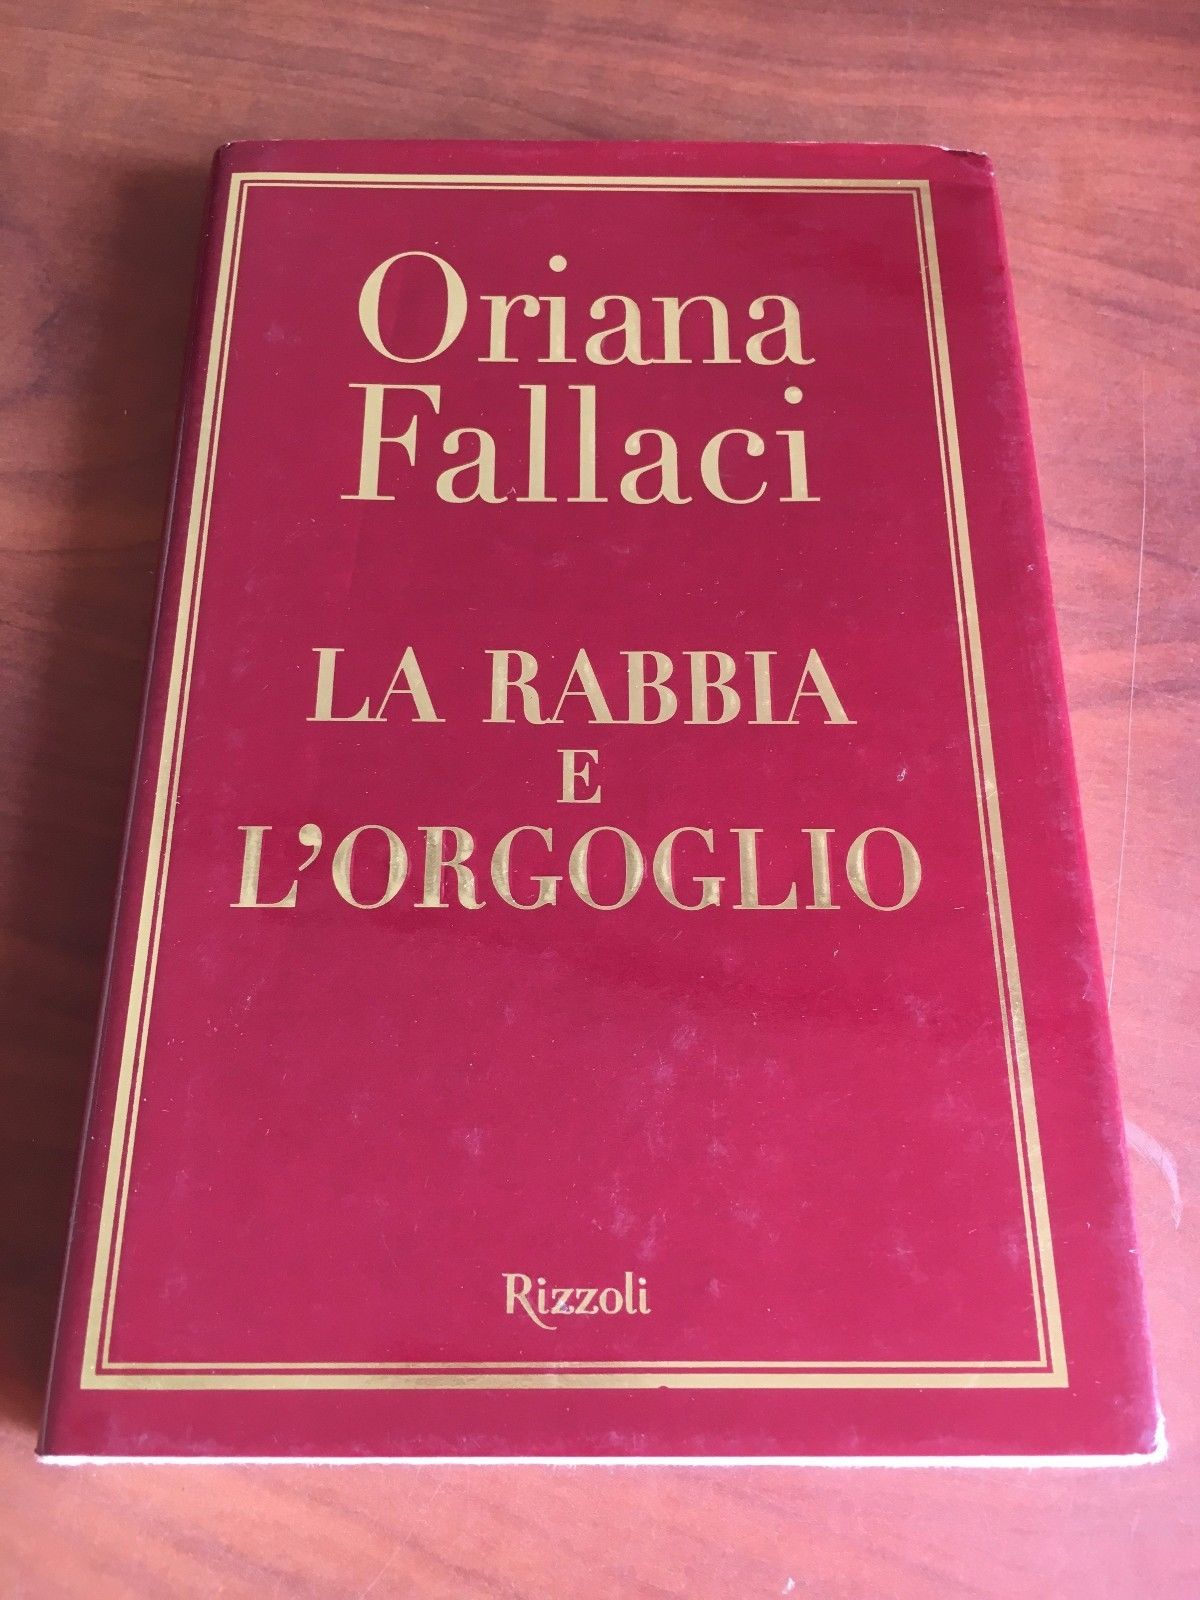 Oriana
Fallaci
LA RABBIA
E
L'ORGOGLIO
Rizzoli